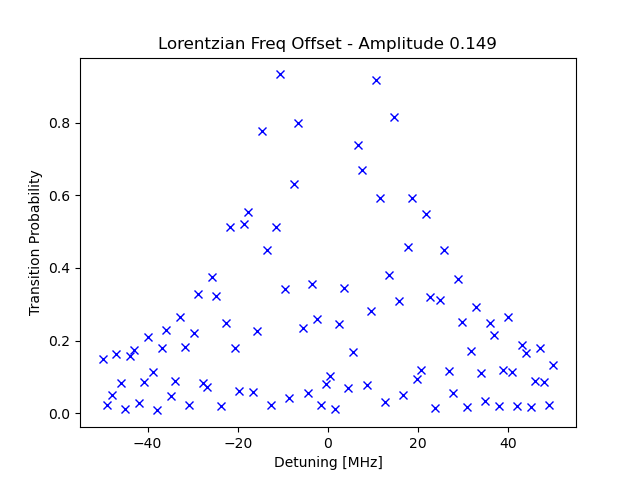 Lorentzian Freq Offset - Amplitude 0.149
Transition Probability
0.8
0.6
0.4
0.2
0.0
−40 −20 0 20 40
Detuning [MHz]